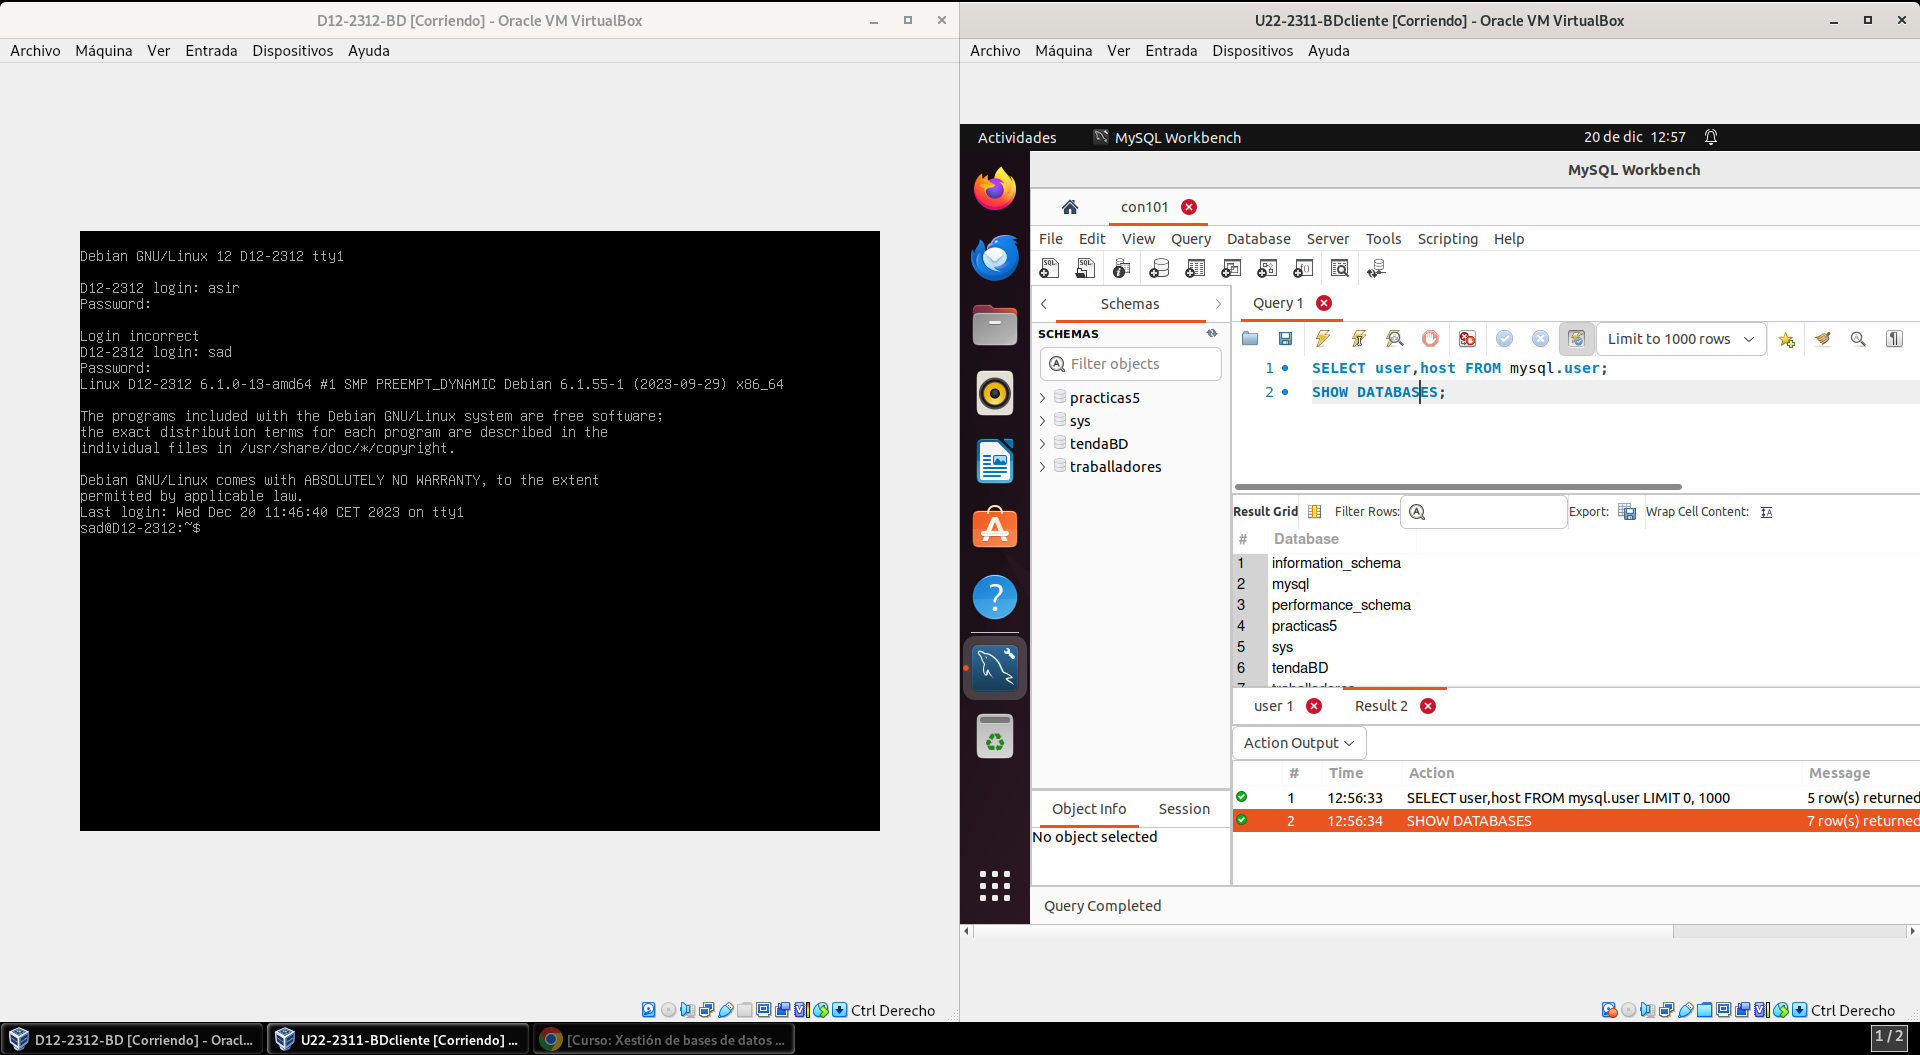 D12-2312-BD [Corriendo] - Oracle VM VirtualBox
Archivo Máquina Ver Entrada Dispositivos Ayuda
Debian GNU/Linux 12 D12-2312 tty1
D12-2312 login: asir
Password:
Login incorrect
D12-2312 login: sad
Password:
Linux D12-2312 6.1.0-13-amd64 #1 SMP PREEMPT_DYNAMIC Debian 6.1.55-1 (2023-09-29) x86_64
The programs included with the Debian GNU/Linux system are free software;
the exact distribution terms for each program are described in the
individual files in /usr/share/doc/*/copyright.
Debian GNU/Linux comes with ABSOLUTELY NO WARRANTY, to the extent
permitted by applicable law.
Last login: Wed Dec 20 11:46:40 CET 2023 on tty1
sad@D12-2312:~$
Ctrl Derecho
U22-2311-BDcliente [Corriendo] - Oracle VM VirtualBox
Archivo Máquina Ver Entrada Dispositivos Ayuda
Actividades MySQL Workbench 20 de dic 12:57
MySQL Workbench
con101
File Edit View Query Database Server Tools Scripting Help
Schemas
SCHEMAS
Filter objects
practicas5
sys
tendaBD
traballadores
Object Info Session
No object selected
Query 1
Limit to 1000 rows
1 SELECT user,host FROM mysql.user;
2 SHOW DATABASES;
Result Grid Filter Rows: Export: Wrap Cell Content:
# Database
1 information_schema
2 mysql
3 performance_schema
4 practicas5
5 sys
6 tendaBD
7 traballadores
user 1 Result 2
Action Output
# Time Action Message
1 12:56:33 SELECT user,host FROM mysql.user LIMIT 0, 1000 5 row(s) returned
2 12:56:34 SHOW DATABASES 7 row(s) returned
Query Completed
Ctrl Derecho
D12-2312-BD [Corriendo] - Oracl...
U22-2311-BDcliente [Corriendo] ...
[Curso: Xestión de bases de datos ...
1 / 2